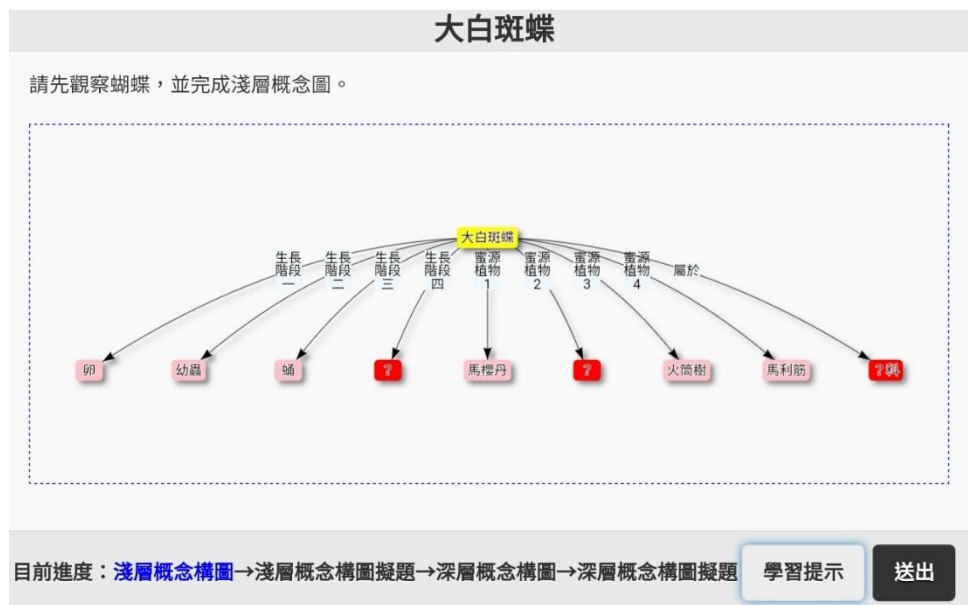 大白斑蝶
請先觀察蝴蝶，並完成淺層概念圖。
大白斑蝶
生長階段一
生長階段二
生長階段三
生長階段四
蜜源植物1
蜜源植物2
蜜源植物3
蜜源植物4
屬於
卵
幼蟲
蛹
?
馬櫻丹
?
火筒樹
馬利筋
?科
目前進度：淺層概念構圖→淺層概念構圖擬題→深層概念構圖→深層概念構圖擬題
學習提示
送出